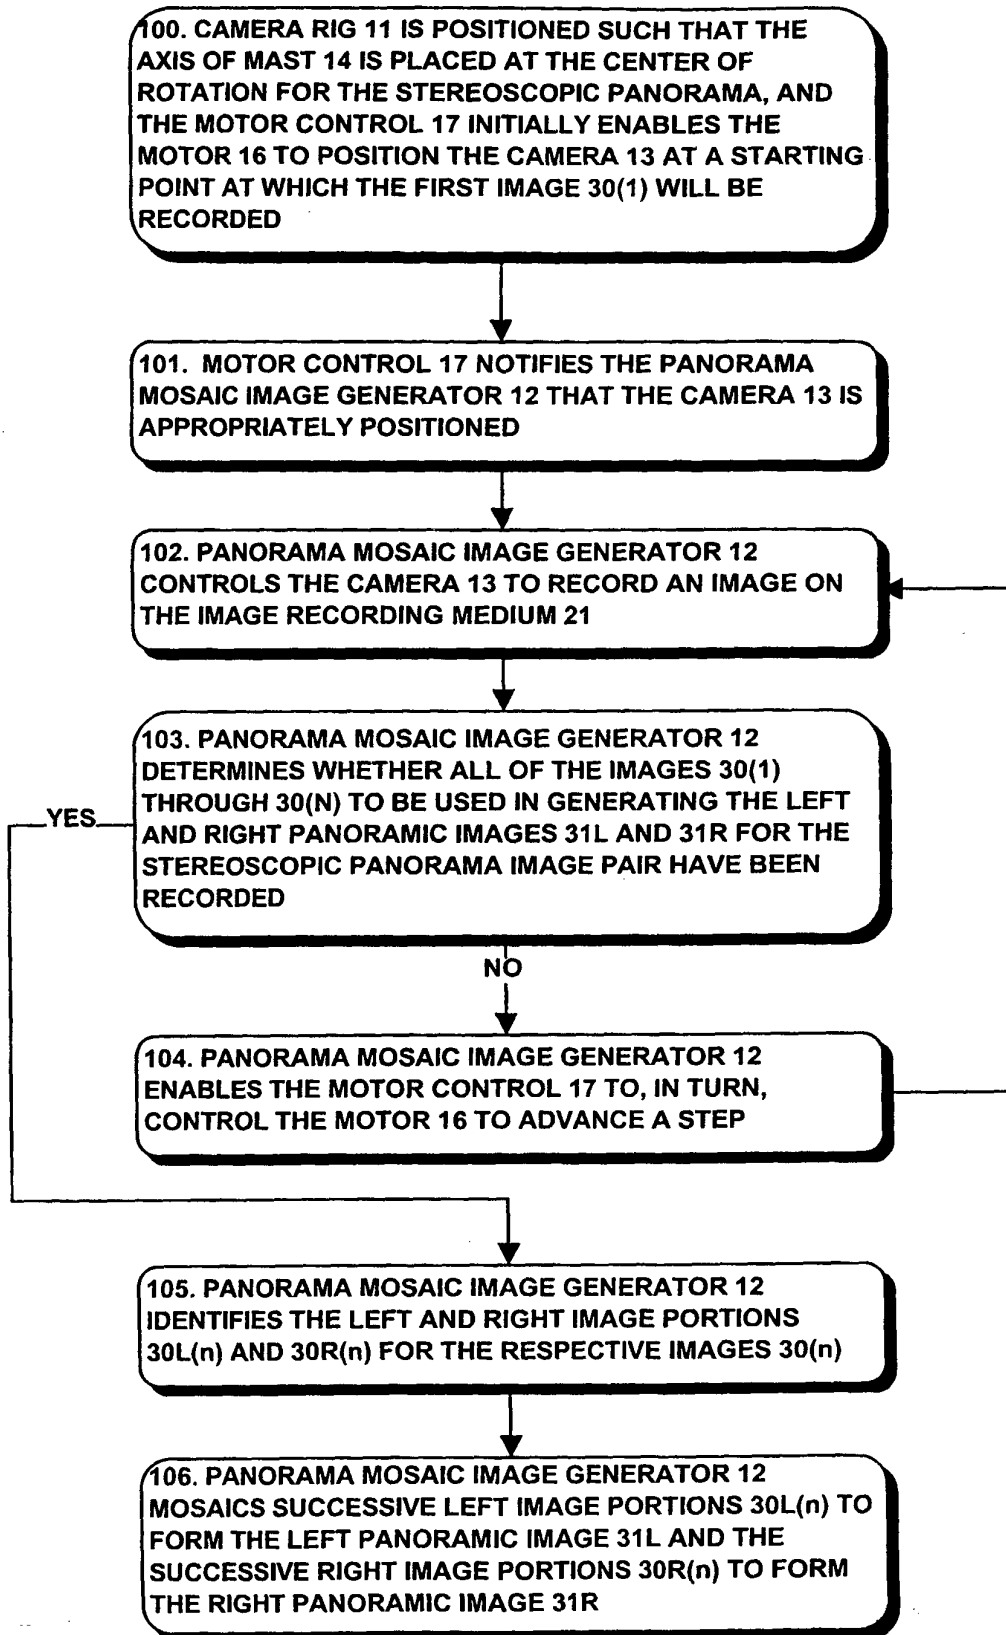 100. CAMERA RIG 11 IS POSITIONED SUCH THAT THE
AXIS OF MAST 14 IS PLACED AT THE CENTER OF
ROTATION FOR THE STEREOSCOPIC PANORAMA, AND
THE MOTOR CONTROL 17 INITIALLY ENABLES THE
MOTOR 16 TO POSITION THE CAMERA 13 AT A STARTING
POINT AT WHICH THE FIRST IMAGE 30(1) WILL BE
RECORDED
101. MOTOR CONTROL 17 NOTIFIES THE PANORAMA
MOSAIC IMAGE GENERATOR 12 THAT THE CAMERA 13 IS
APPROPRIATELY POSITIONED
102. PANORAMA MOSAIC IMAGE GENERATOR 12
CONTROLS THE CAMERA 13 TO RECORD AN IMAGE ON
THE IMAGE RECORDING MEDIUM 21
103. PANORAMA MOSAIC IMAGE GENERATOR 12
DETERMINES WHETHER ALL OF THE IMAGES 30(1)
THROUGH 30(N) TO BE USED IN GENERATING THE LEFT
AND RIGHT PANORAMIC IMAGES 31L AND 31R FOR THE
STEREOSCOPIC PANORAMA IMAGE PAIR HAVE BEEN
RECORDED
YES
NO
104. PANORAMA MOSAIC IMAGE GENERATOR 12
ENABLES THE MOTOR CONTROL 17 TO, IN TURN,
CONTROL THE MOTOR 16 TO ADVANCE A STEP
105. PANORAMA MOSAIC IMAGE GENERATOR 12
IDENTIFIES THE LEFT AND RIGHT IMAGE PORTIONS
30L(n) AND 30R(n) FOR THE RESPECTIVE IMAGES 30(n)
106. PANORAMA MOSAIC IMAGE GENERATOR 12
MOSAICS SUCCESSIVE LEFT IMAGE PORTIONS 30L(n) TO
FORM THE LEFT PANORAMIC IMAGE 31L AND THE
SUCCESSIVE RIGHT IMAGE PORTIONS 30R(n) TO FORM
THE RIGHT PANORAMIC IMAGE 31R